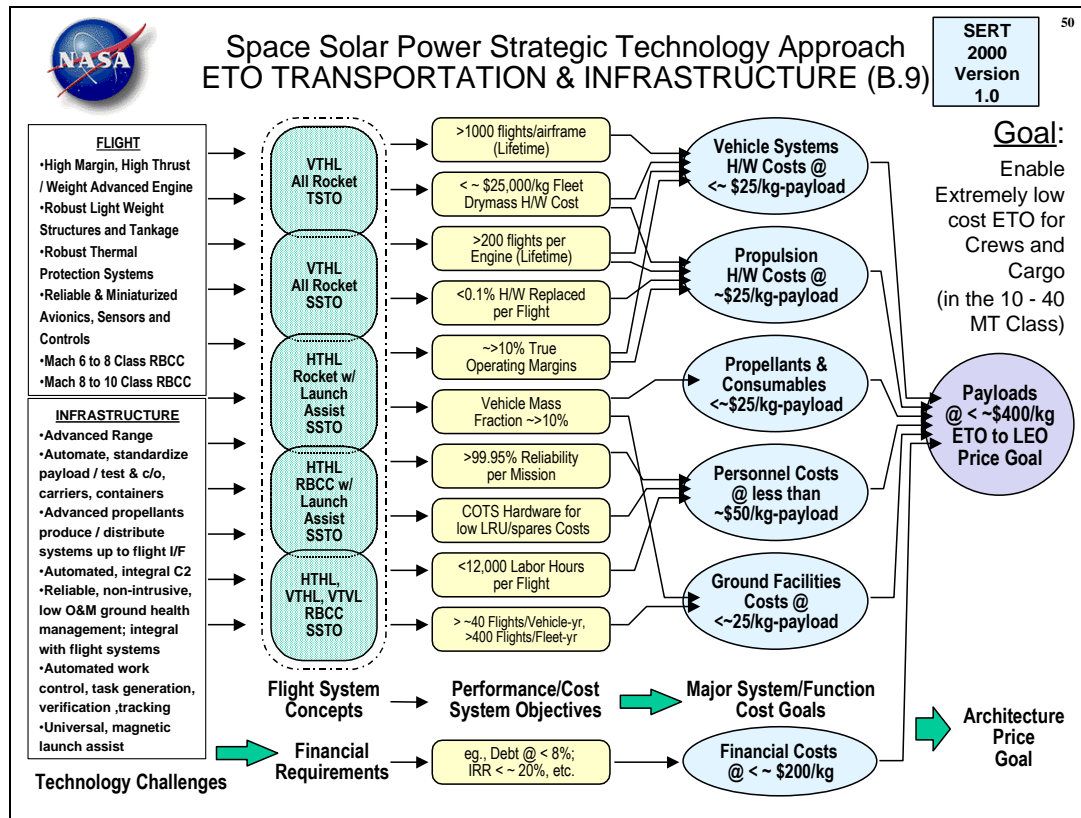 50
NASA
Space Solar Power Strategic Technology Approach
ETO TRANSPORTATION & INFRASTRUCTURE (B.9)
SERT
2000
Version
1.0
FLIGHT
•High Margin, High Thrust
/ Weight Advanced Engine
•Robust Light Weight
Structures and Tankage
•Robust Thermal
Protection Systems
•Reliable & Miniaturized
Avionics, Sensors and
Controls
•Mach 6 to 8 Class RBCC
•Mach 8 to 10 Class RBCC
INFRASTRUCTURE
•Advanced Range
•Automate, standardize
payload / test & c/o,
carriers, containers
•Advanced propellants
produce / distribute
systems up to flight I/F
•Automated, integral C2
•Reliable, non-intrusive,
low O&M ground health
management; integral
with flight systems
•Automated work
control, task generation,
verification ,tracking
•Universal, magnetic
launch assist
Technology Challenges
VTHL
All Rocket
TSTO
VTHL
All Rocket
SSTO
HTHL
Rocket w/
Launch
Assist
SSTO
HTHL
RBCC w/
Launch
Assist
SSTO
HTHL,
VTHL, VTVL
RBCC
SSTO
Flight System
Concepts
Financial
Requirements
>1000 flights/airframe
(Lifetime)
< ~ $25,000/kg Fleet
Drymass H/W Cost
>200 flights per
Engine (Lifetime)
<0.1% H/W Replaced
per Flight
~>10% True
Operating Margins
Vehicle Mass
Fraction ~>10%
>99.95% Reliability
per Mission
COTS Hardware for
low LRU/spares Costs
<12,000 Labor Hours
per Flight
> ~40 Flights/Vehicle-yr,
>400 Flights/Fleet-yr
Performance/Cost
System Objectives
eg., Debt @ < 8%;
IRR < ~ 20%, etc.
Vehicle Systems
H/W Costs @
<~ $25/kg-payload
Propulsion
H/W Costs @
~$25/kg-payload
Propellants &
Consumables
<~$25/kg-payload
Personnel Costs
@ less than
~$50/kg-payload
Ground Facilities
Costs @
<~25/kg-payload
Major System/Function
Cost Goals
Financial Costs
@ < ~ $200/kg
Goal:
Enable
Extremely low
cost ETO for
Crews and
Cargo
(in the 10 - 40
MT Class)
Payloads
@ < ~$400/kg
ETO to LEO
Price Goal
Architecture
Price
Goal